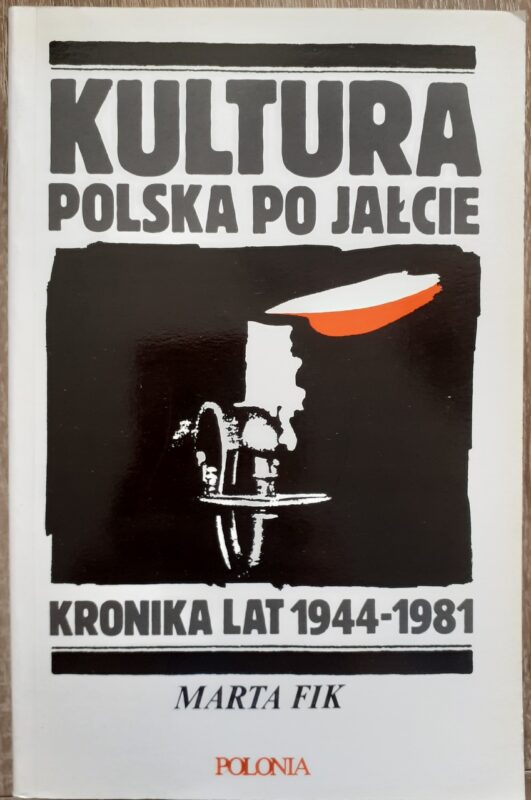 KULTURA
POLSKA PO JAŁCIE
KRONIKA LAT 1944-1981
MARTA FIK
POLONIA